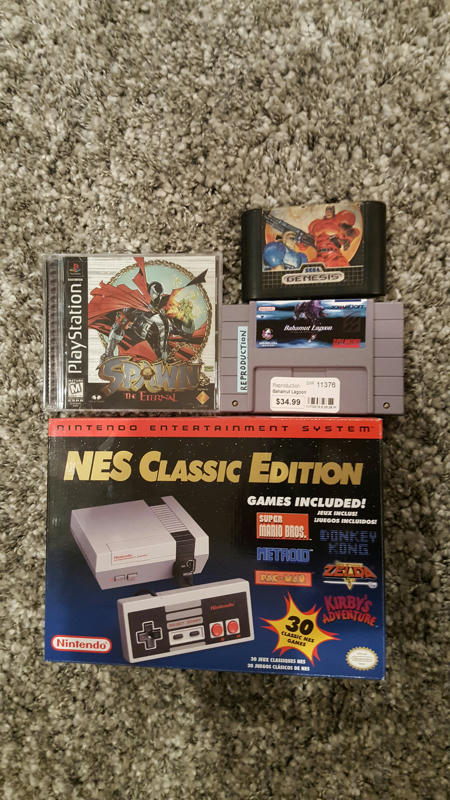 SEGA
GENESIS
PlayStation
SPAWN
THE ETERNAL
MATURE
M
REPRODUCTION
Bahamut Lagoon
Reproduction
11376
Bahamut Lagoon
$34.99
NINTENDO ENTERTAINMENT SYSTEM
NES CLASSIC EDITION
GAMES INCLUDED!
JEUX INCLUS!
¡JUEGOS INCLUIDOS!
SUPER
MARIO BROS.
DONKEY
KONG
METROID
ZELDA
PAC-MAN
KIRBY'S
ADVENTURE
30
CLASSIC NES
GAMES
30 JEUX CLASSIQUES NES
30 JUEGOS CLÁSICOS DE NES
Nintendo
Nintendo
Nintendo